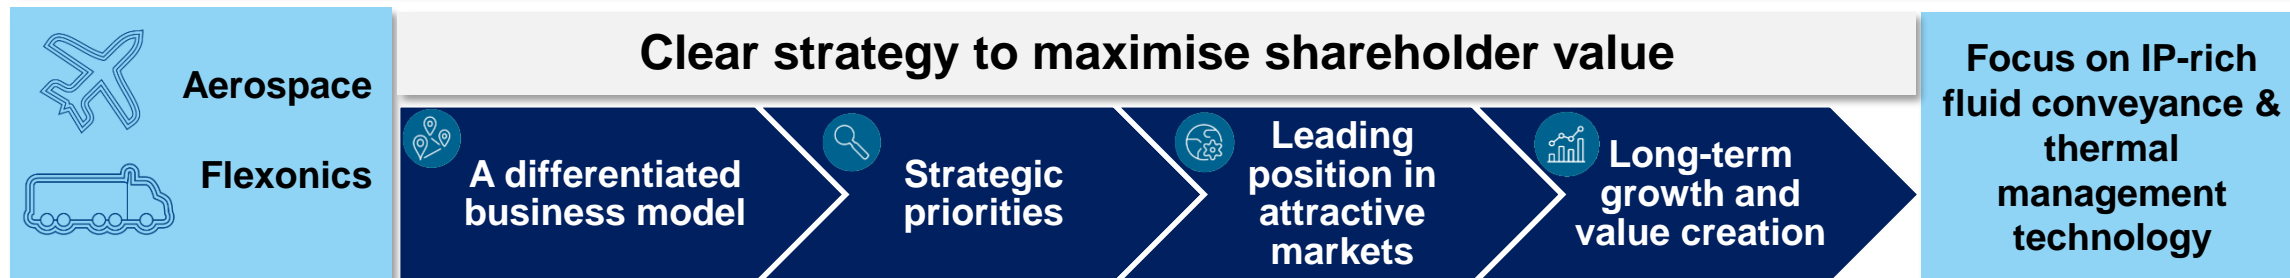 Aerospace
Flexonics
Clear strategy to maximise shareholder value
A differentiated
business model
Strategic
priorities
Leading
position in
attractive
markets
Long-term
growth and
value creation
Focus on IP-rich
fluid conveyance &
thermal
management
technology